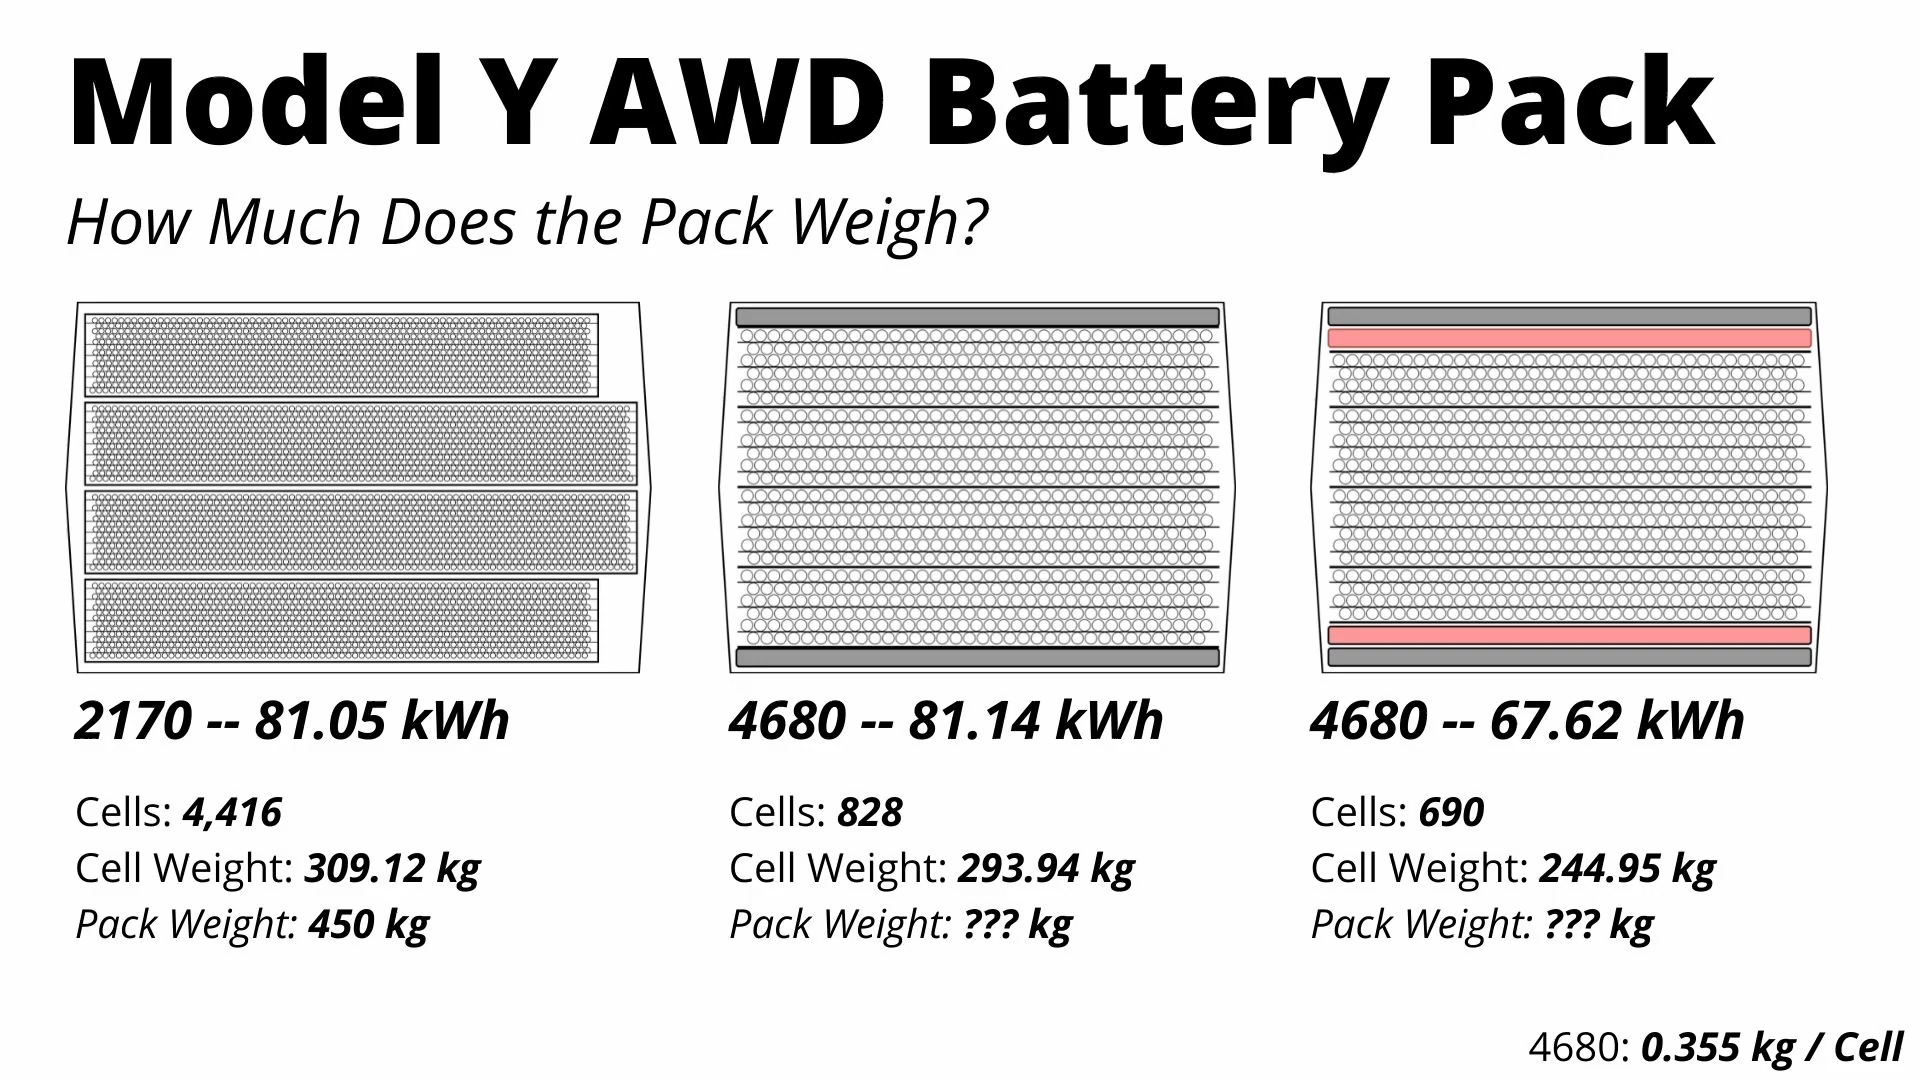 Model Y AWD Battery Pack
How Much Does the Pack Weigh?
2170 -- 81.05 kWh
Cells: 4,416
Cell Weight: 309.12 kg
Pack Weight: 450 kg
4680 -- 81.14 kWh
Cells: 828
Cell Weight: 293.94 kg
Pack Weight: ??? kg
4680 -- 67.62 kWh
Cells: 690
Cell Weight: 244.95 kg
Pack Weight: ??? kg
4680: 0.355 kg / Cell